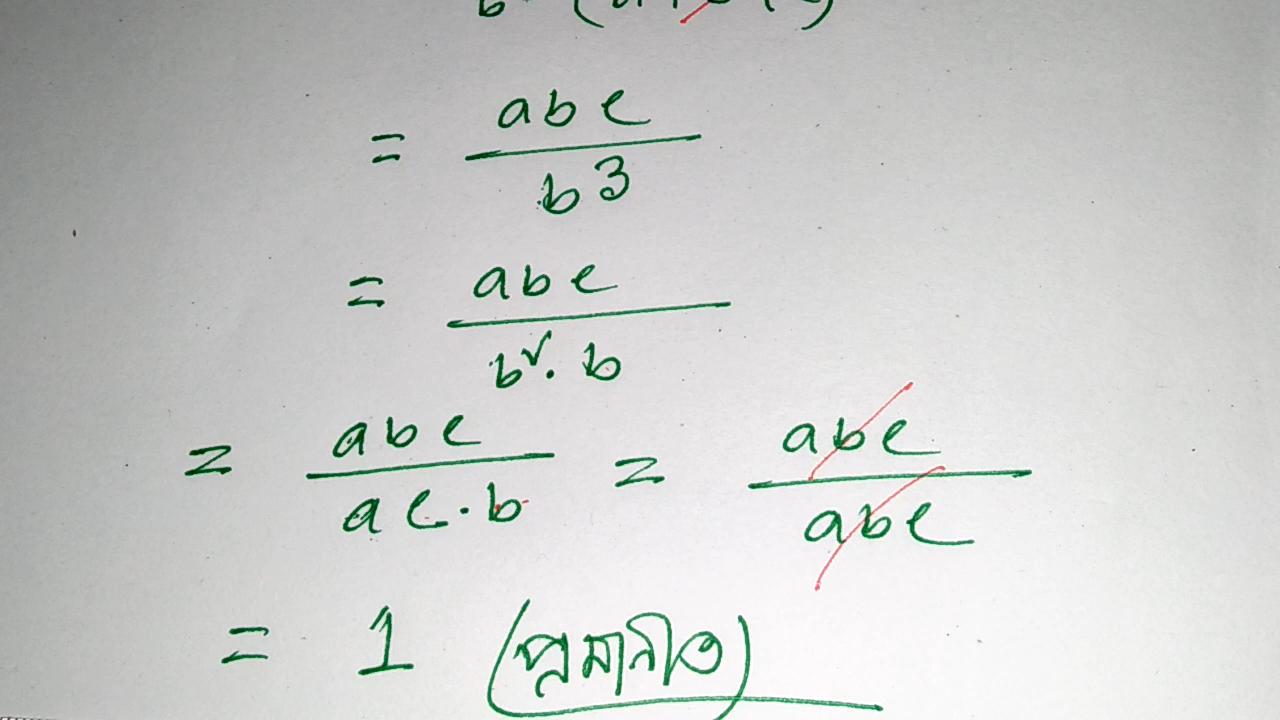 = abc / b³
= abc / b². b
= abc / ac.b = abc / abc
= 1 (প্রমানীত)